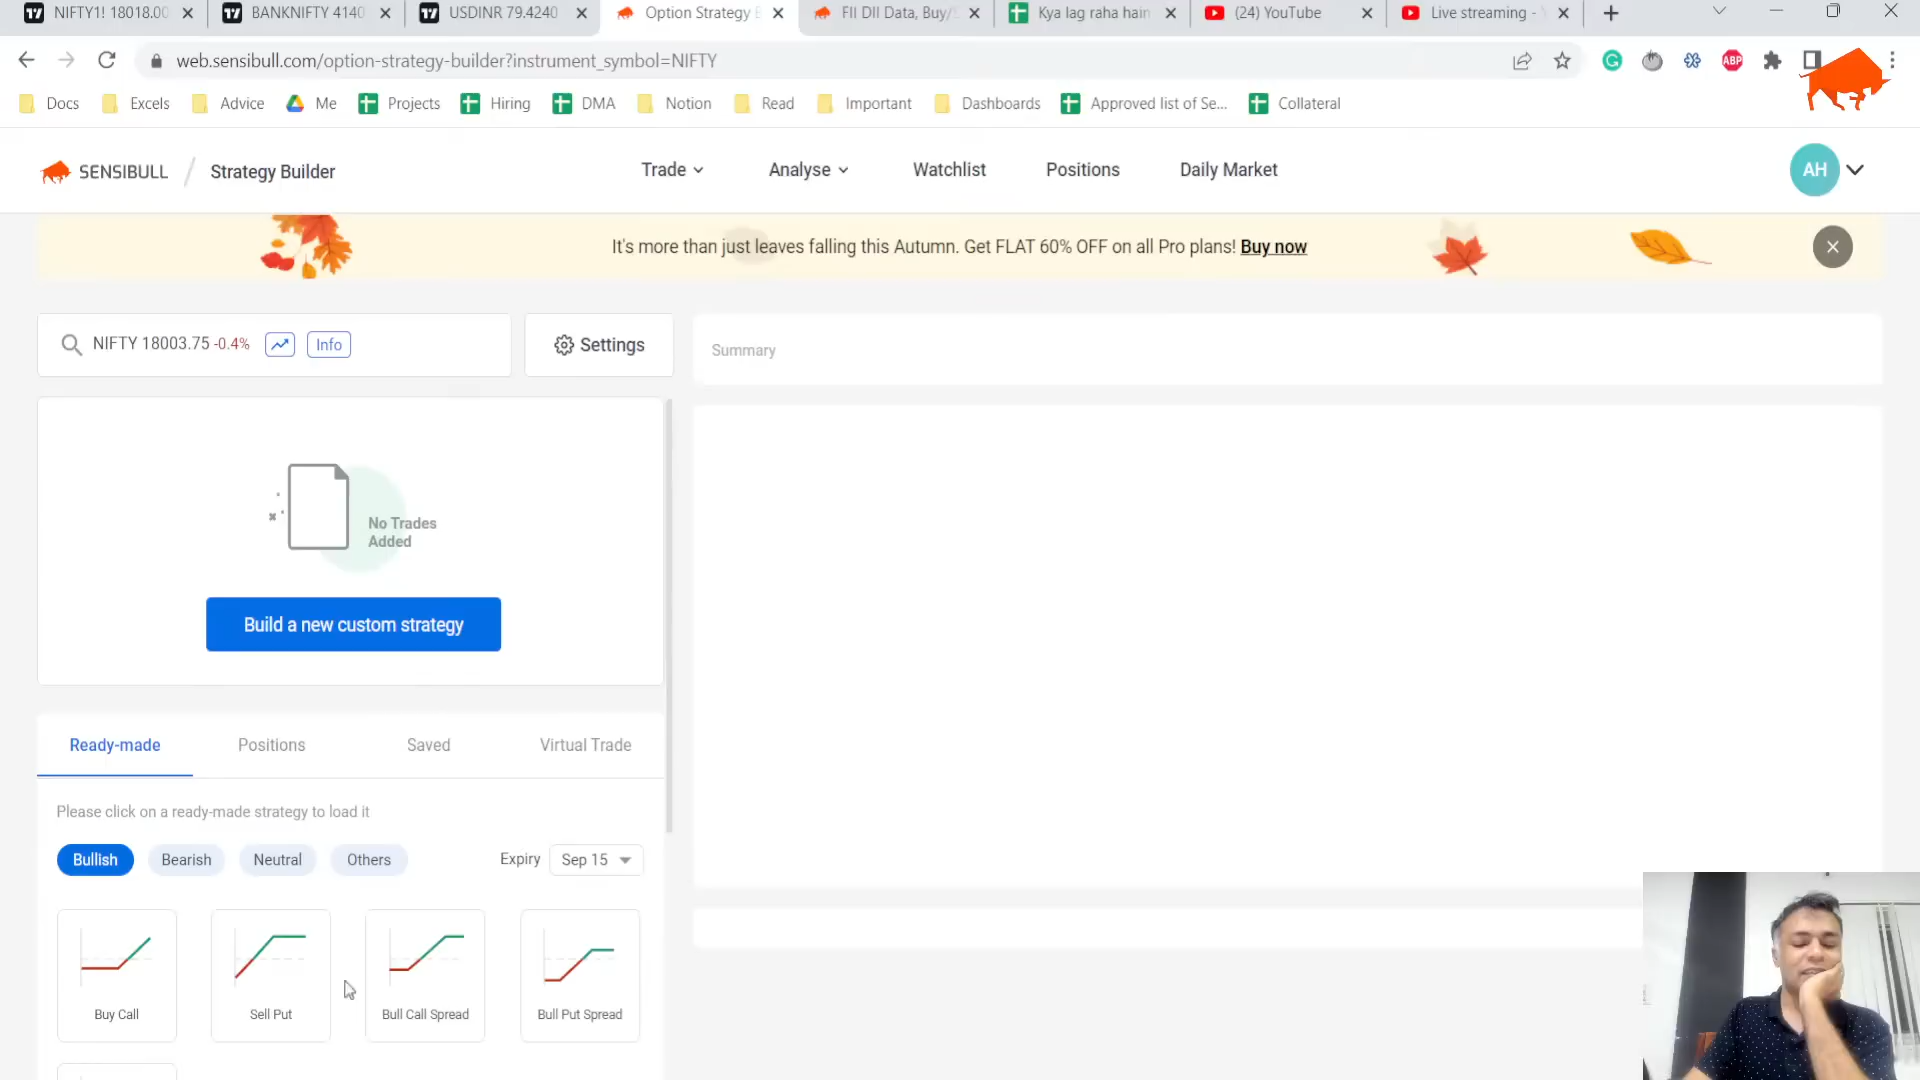 NIFTY1! 18018.00
BANKNIFTY 4140
USDINR 79.4240
Option Strategy B
FII DII Data, Buy/S
Kya lag raha hain
(24) YouTube
Live streaming - Y
web.sensibull.com/option-strategy-builder?instrument_symbol=NIFTY
ABP
Docs
Excels
Advice
Me
Projects
Hiring
DMA
Notion
Read
Important
Dashboards
Approved list of Se...
Collateral
SENSIBULL / Strategy Builder
Trade
Analyse
Watchlist
Positions
Daily Market
AH
It's more than just leaves falling this Autumn. Get FLAT 60% OFF on all Pro plans! Buy now
NIFTY 18003.75 -0.4%
Info
Settings
Summary
No Trades
Added
Build a new custom strategy
Ready-made
Positions
Saved
Virtual Trade
Please click on a ready-made strategy to load it
Bullish
Bearish
Neutral
Others
Expiry
Sep 15
Buy Call
Sell Put
Bull Call Spread
Bull Put Spread